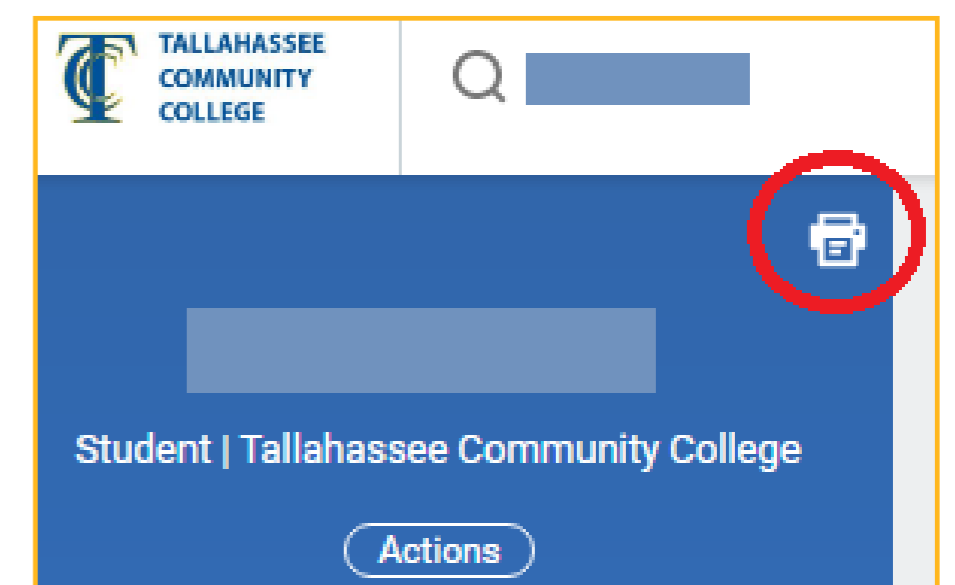 TALLAHASSEE
COMMUNITY
COLLEGE
Student | Tallahassee Community College
Actions